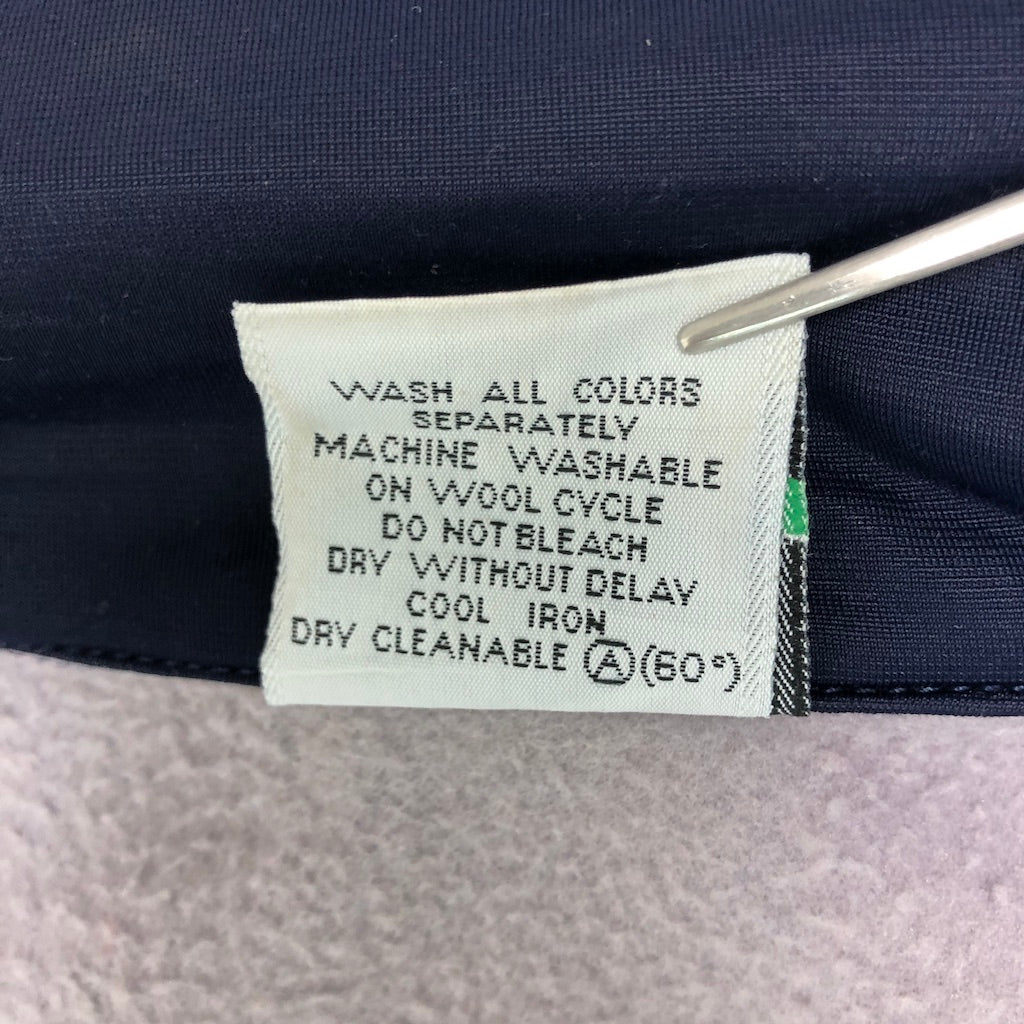 WASH ALL COLORS
SEPARATELY
MACHINE WASHABLE
ON WOOL CYCLE
DO NOT BLEACH
DRY WITHOUT DELAY
COOL IRON
DRY CLEANABLE Ⓐ (60°)